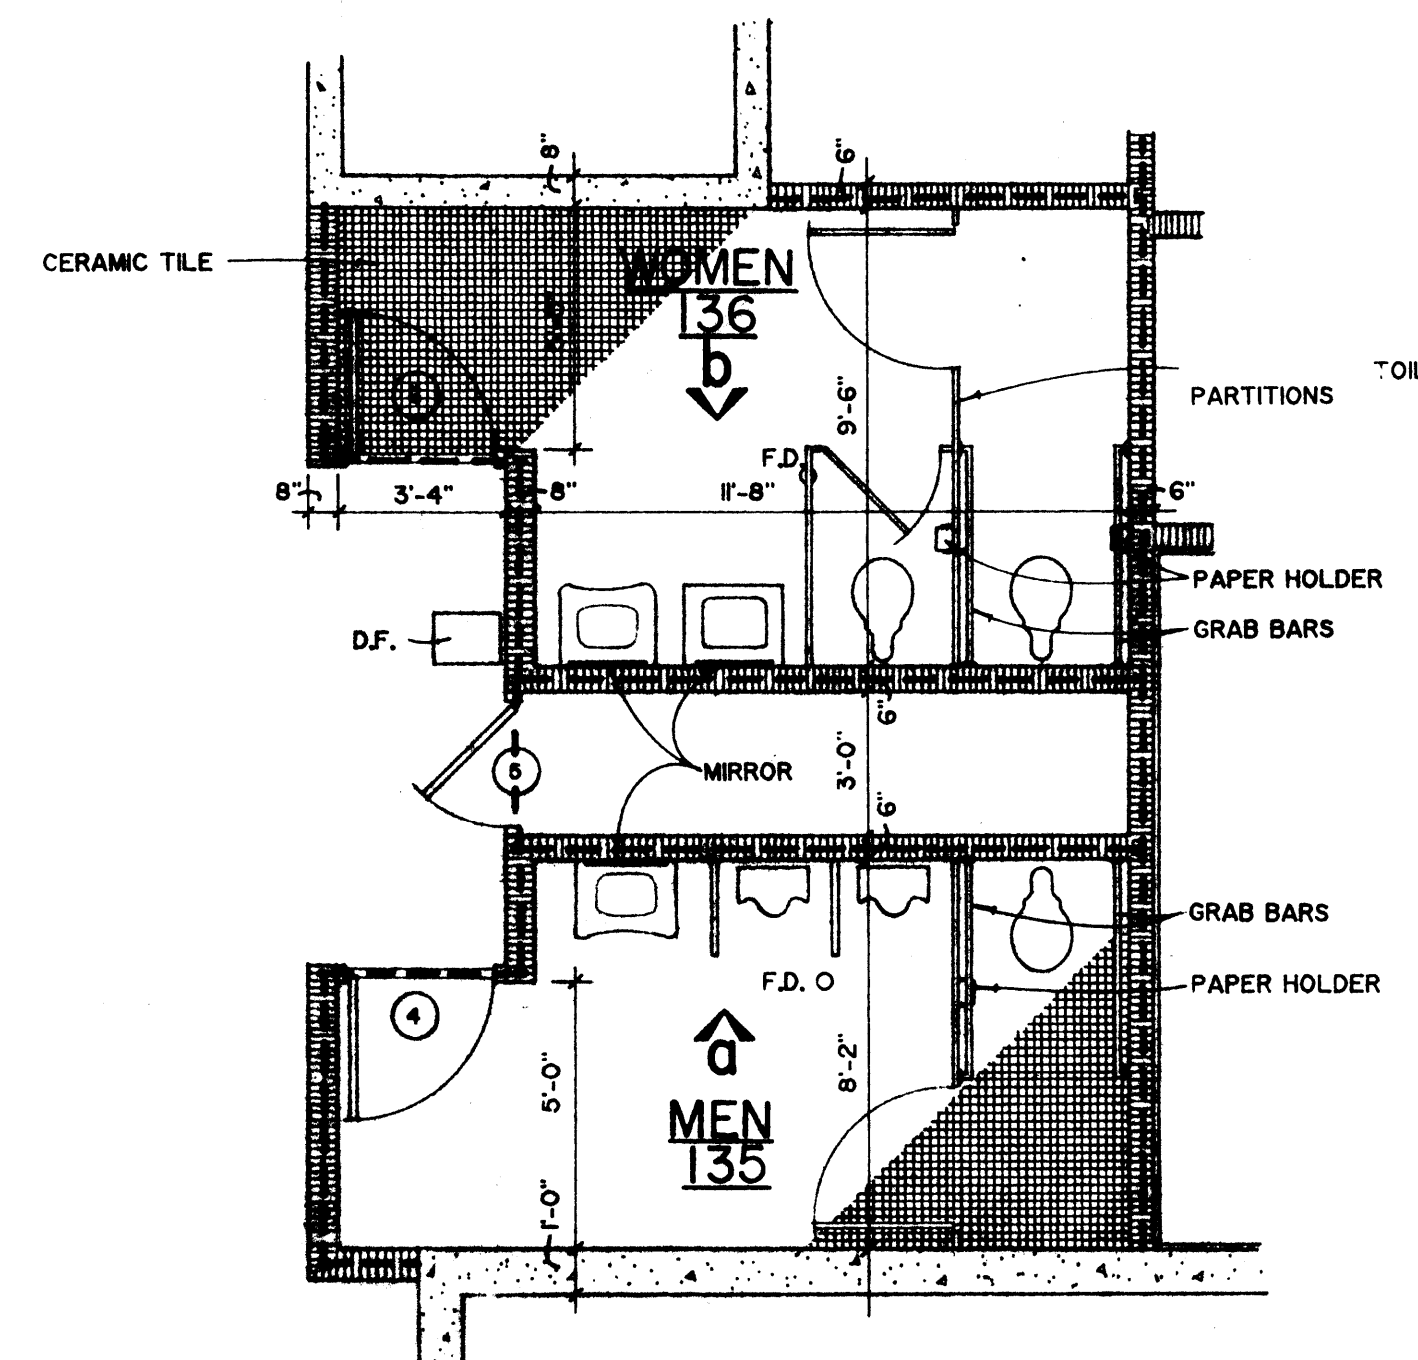 8"
6"
CERAMIC TILE
WOMEN
136
b
TOI
PARTITIONS
9'-6"
F.D.
8"
3'-4"
8"
11'-8"
6"
PAPER HOLDER
D.F.
GRAB BARS
6"
5
MIRROR
3'-0"
6"
GRAB BARS
F.D.
PAPER HOLDER
4
a
5'-0"
8'-2"
MEN
135
1'-0"